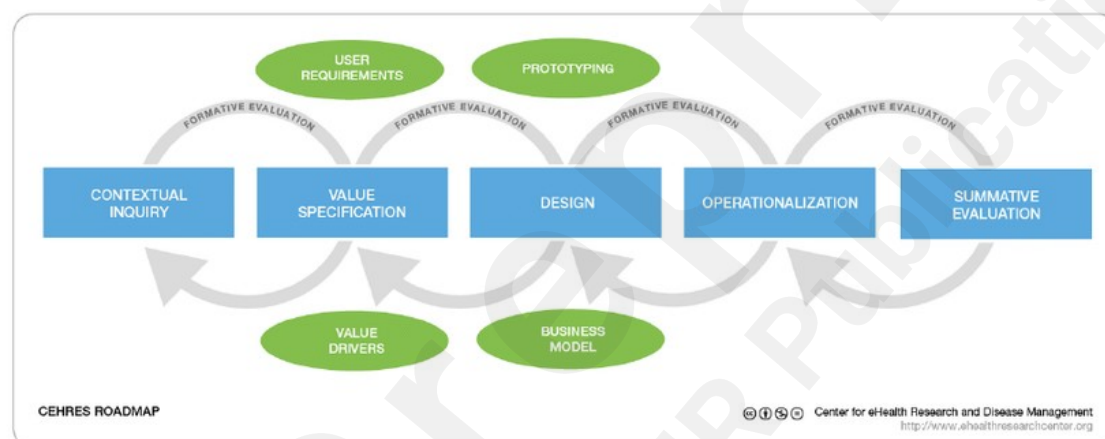 USER
REQUIREMENTS
PROTOTYPING
FORMATIVE EVALUATION
FORMATIVE EVALUATION
FORMATIVE EVALUATION
FORMATIVE EVALUATION
CONTEXTUAL
INQUIRY
VALUE
SPECIFICATION
DESIGN
OPERATIONALIZATION
SUMMATIVE
EVALUATION
VALUE
DRIVERS
BUSINESS
MODEL
CEHRES ROADMAP
Center for eHealth Research and Disease Management
http://www.ehealthresearchcenter.org